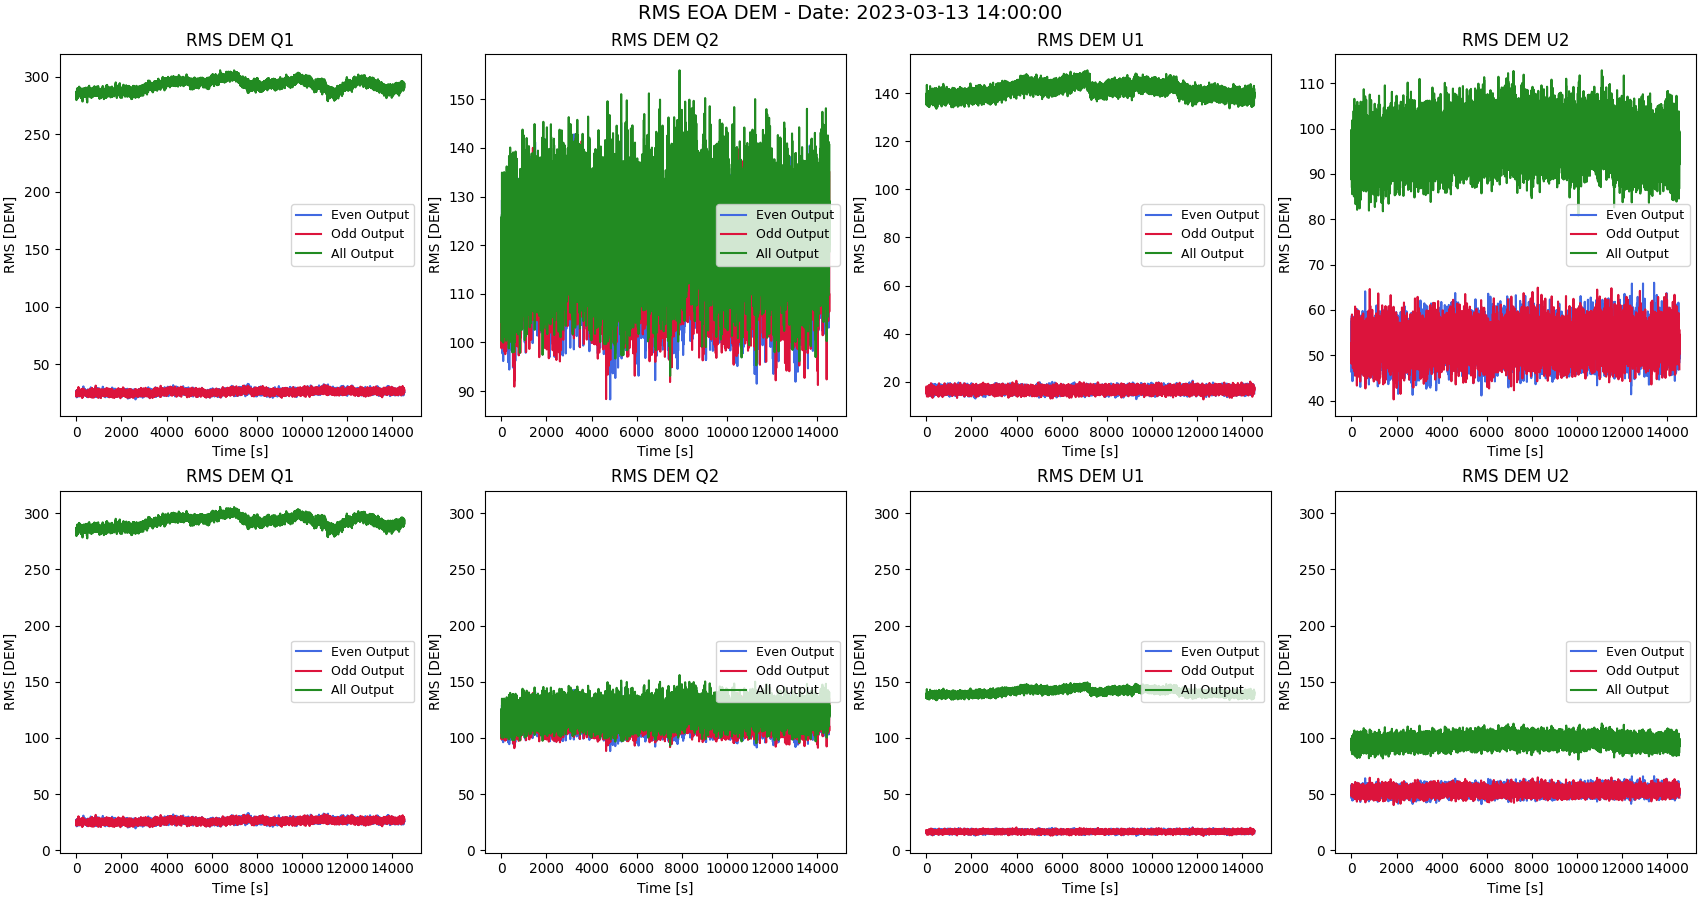 RMS EOA DEM - Date: 2023-03-13 14:00:00
RMS DEM Q1
RMS [DEM]
300
250
200
150
100
50
Even Output
Odd Output
All Output
0 2000 4000 6000 8000 10000 12000 14000
Time [s]
RMS DEM Q2
RMS [DEM]
150
140
130
120
110
100
90
Even Output
Odd Output
All Output
0 2000 4000 6000 8000 10000 12000 14000
Time [s]
RMS DEM U1
RMS [DEM]
140
120
100
80
60
40
20
Even Output
Odd Output
All Output
0 2000 4000 6000 8000 10000 12000 14000
Time [s]
RMS DEM U2
RMS [DEM]
110
100
90
80
70
60
50
40
Even Output
Odd Output
All Output
0 2000 4000 6000 8000 10000 12000 14000
Time [s]
RMS DEM Q1
RMS [DEM]
300
250
200
150
100
50
0
Even Output
Odd Output
All Output
0 2000 4000 6000 8000 10000 12000 14000
Time [s]
RMS DEM Q2
RMS [DEM]
300
250
200
150
100
50
0
Even Output
Odd Output
All Output
0 2000 4000 6000 8000 10000 12000 14000
Time [s]
RMS DEM U1
RMS [DEM]
300
250
200
150
100
50
0
Even Output
Odd Output
All Output
0 2000 4000 6000 8000 10000 12000 14000
Time [s]
RMS DEM U2
RMS [DEM]
300
250
200
150
100
50
0
Even Output
Odd Output
All Output
0 2000 4000 6000 8000 10000 12000 14000
Time [s]